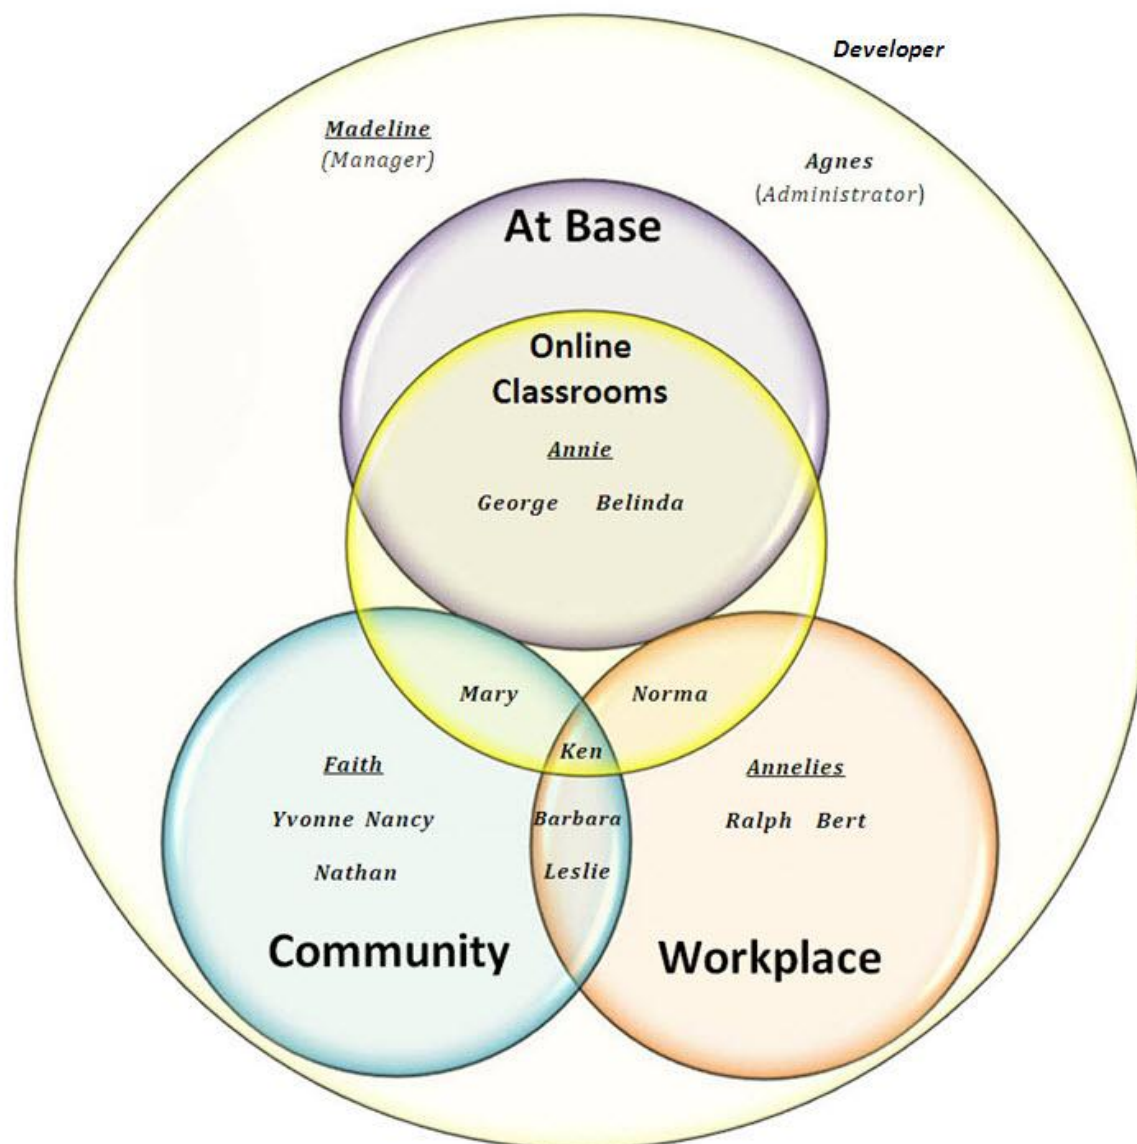 Developer
Madeline
(Manager)
Agnes
(Administrator)
At Base
Online
Classrooms
Annie
George Belinda
Mary Norma
Ken
Faith
Yvonne Nancy
Nathan
Barbara
Leslie
Annelies
Ralph Bert
Community
Workplace